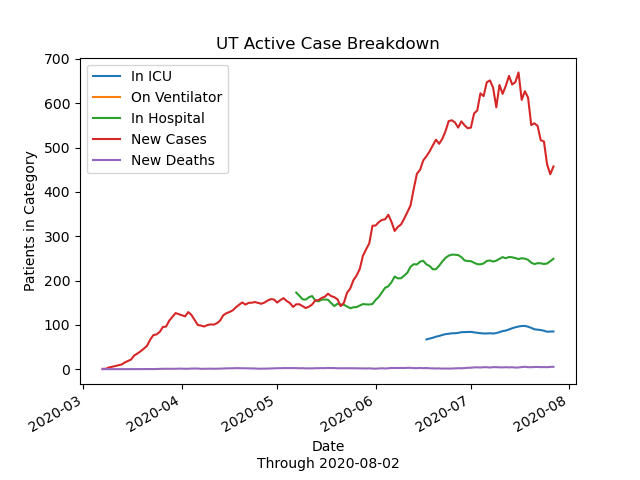 UT Active Case Breakdown
700
600
500
400
300
200
100
0
Patients in Category
In ICU
On Ventilator
In Hospital
New Cases
New Deaths
2020-03
2020-04
2020-05
2020-06
2020-07
2020-08
Date
Through 2020-08-02